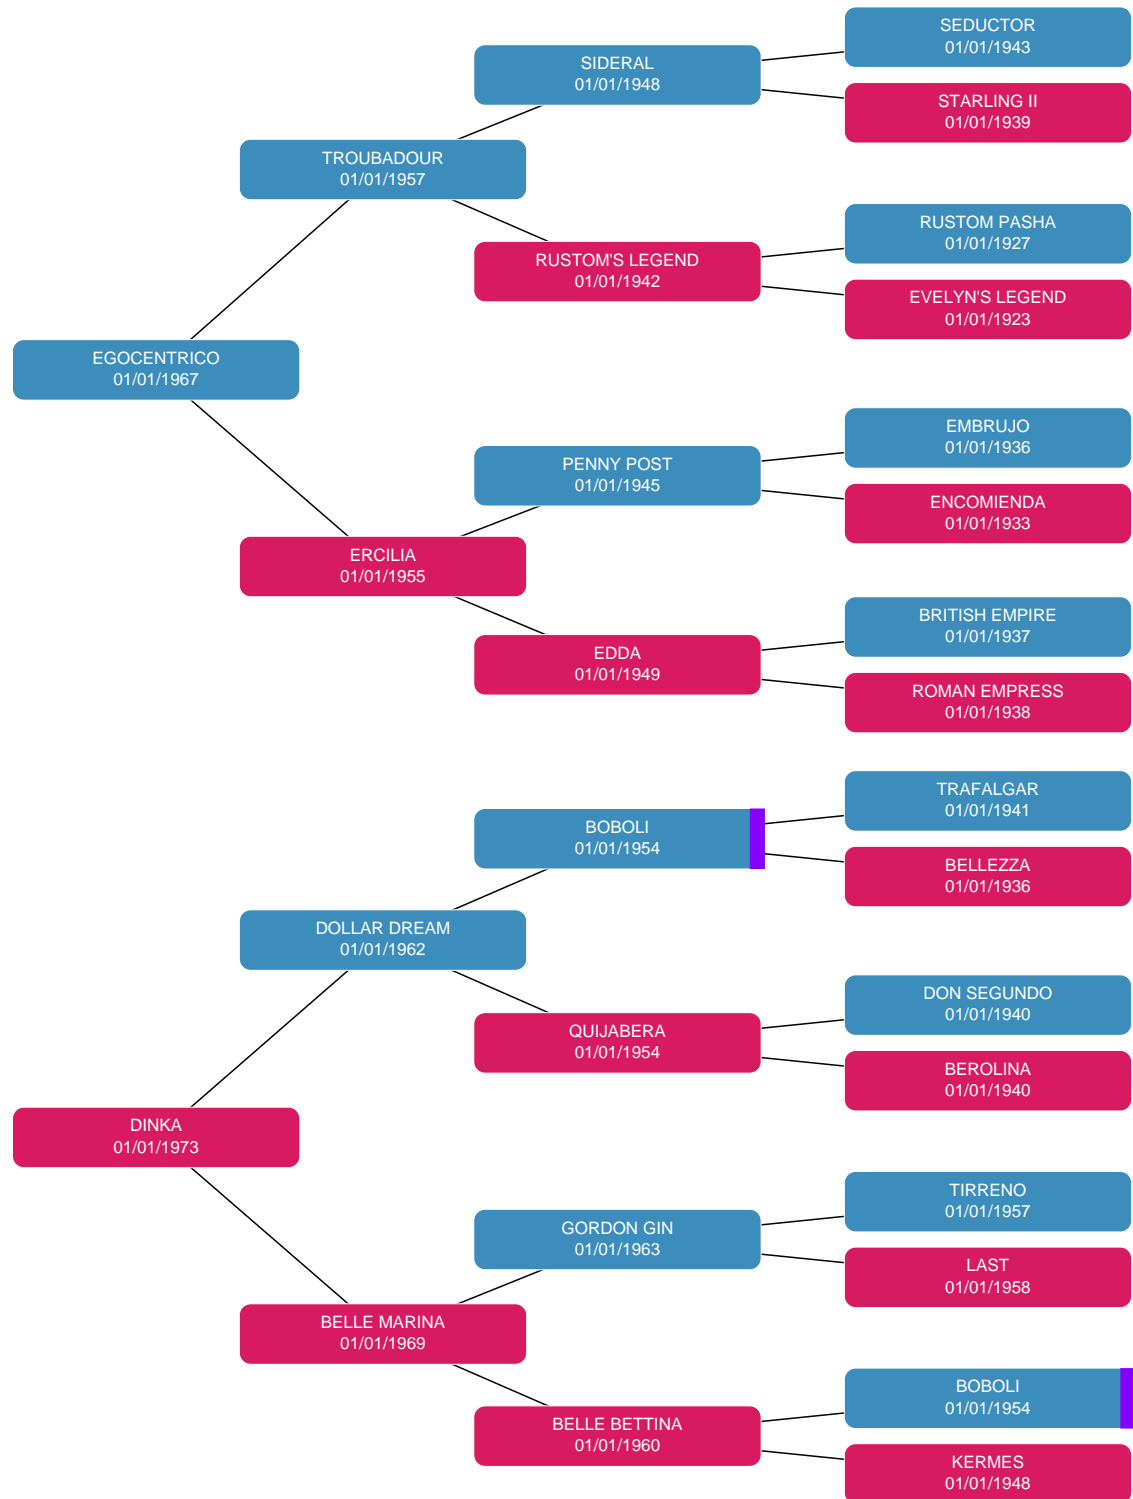 SEDUCTOR
01/01/1943
SIDERAL
01/01/1948
STARLING II
01/01/1939
TROUBADOUR
01/01/1957
RUSTOM PASHA
01/01/1927
RUSTOM'S LEGEND
01/01/1942
EVELYN'S LEGEND
01/01/1923
EGOCENTRICO
01/01/1967
EMBRUJO
01/01/1936
PENNY POST
01/01/1945
ENCOMIENDA
01/01/1933
ERCILIA
01/01/1955
BRITISH EMPIRE
01/01/1937
EDDA
01/01/1949
ROMAN EMPRESS
01/01/1938
TRAFALGAR
01/01/1941
BOBOLI
01/01/1954
BELLEZZA
01/01/1936
DOLLAR DREAM
01/01/1962
DON SEGUNDO
01/01/1940
QUIJABERA
01/01/1954
BEROLINA
01/01/1940
DINKA
01/01/1973
TIRRENO
01/01/1957
GORDON GIN
01/01/1963
LAST
01/01/1958
BELLE MARINA
01/01/1969
BOBOLI
01/01/1954
BELLE BETTINA
01/01/1960
KERMES
01/01/1948